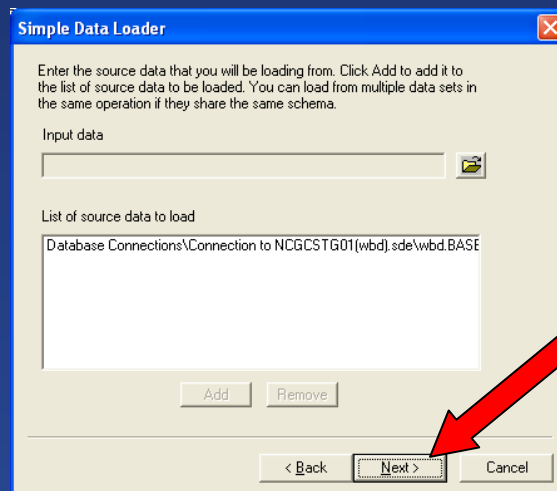 Simple Data Loader
Enter the source data that you will be loading from. Click Add to add it to
the list of source data to be loaded. You can load from multiple data sets in
the same operation if they share the same schema.
Input data
List of source data to load
Database Connections\Connection to NCGCSTG01(wbd).sde\wbd.BASE
Add Remove
< Back Next > Cancel